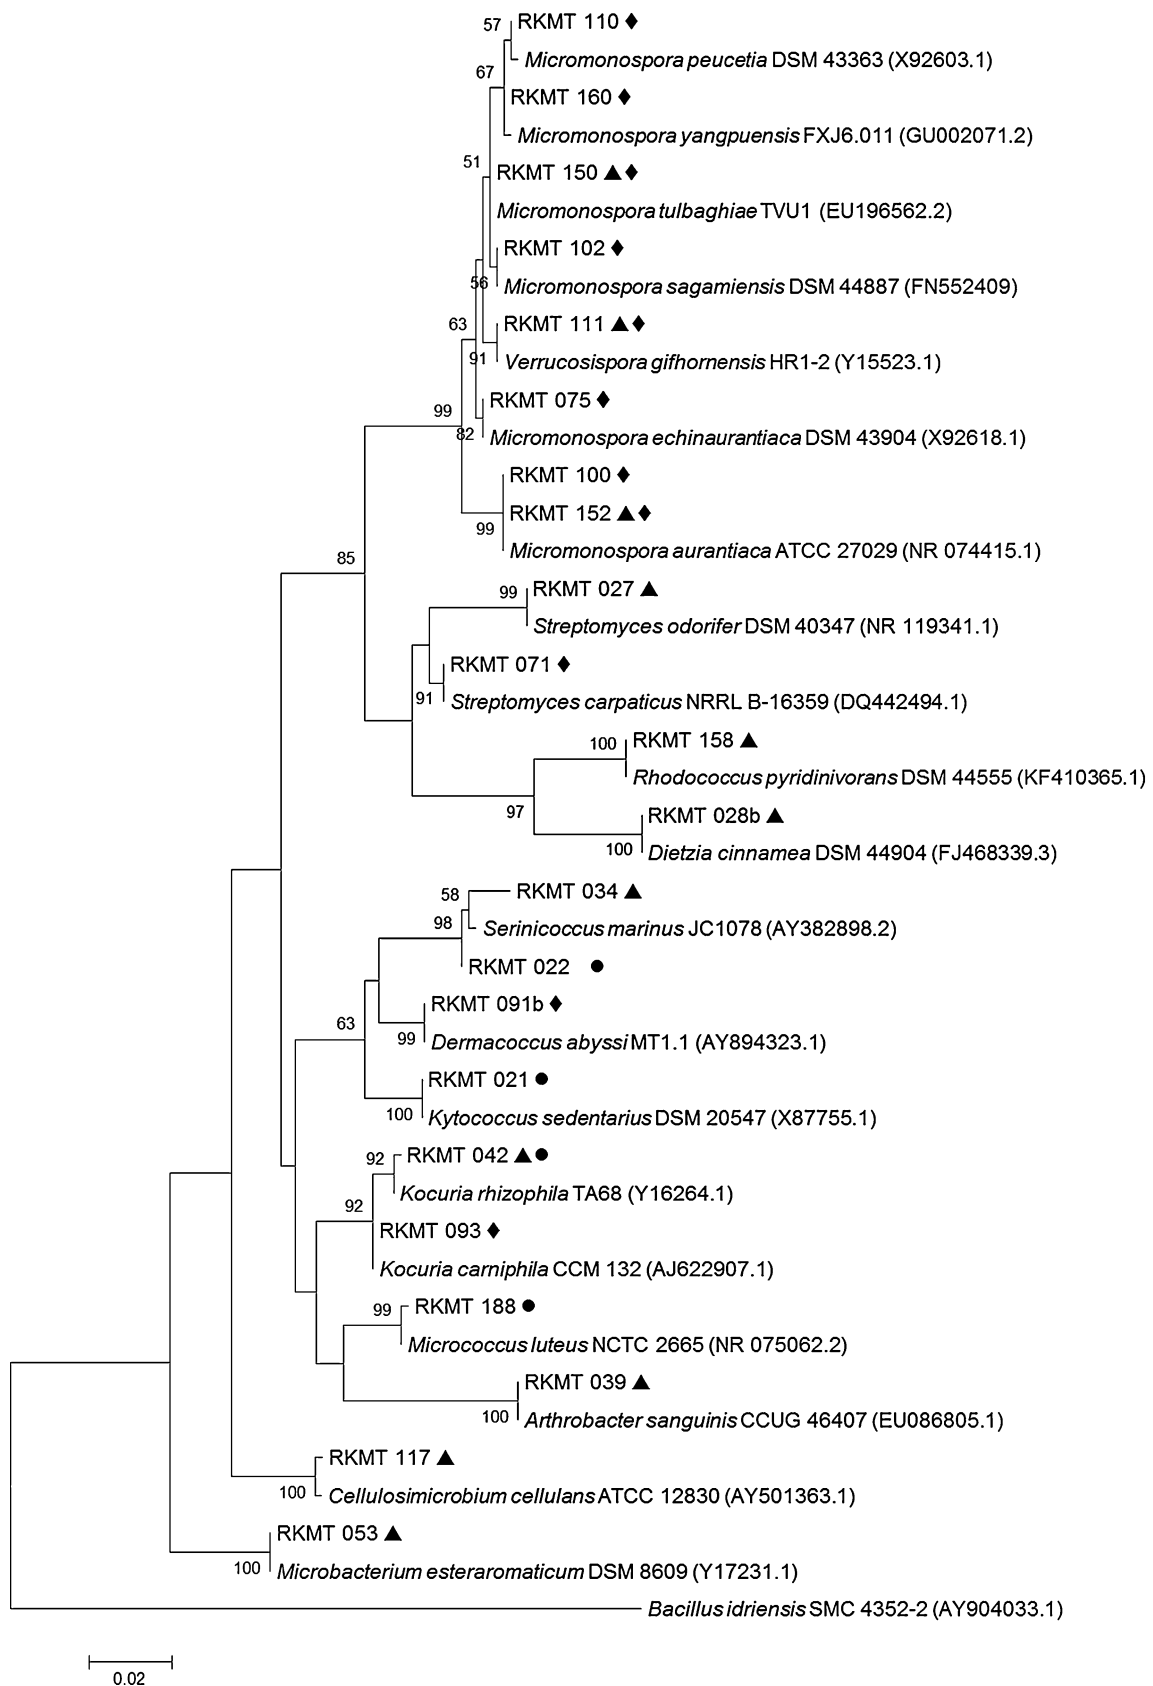 57
RKMT 110 ♦
Micromonospora peucetia DSM 43363 (X92603.1)
67
RKMT 160 ♦
Micromonospora yangpuensis FXJ6.011 (GU002071.2)
51
RKMT 150 ▲♦
Micromonospora tulbaghiae TVU1 (EU196562.2)
RKMT 102 ♦
56
Micromonospora sagamiensis DSM 44887 (FN552409)
63
RKMT 111 ▲♦
91
Verrucosispora gifhornensis HR1-2 (Y15523.1)
RKMT 075 ♦
99
82
Micromonospora echinaurantiaca DSM 43904 (X92618.1)
RKMT 100 ♦
RKMT 152 ▲♦
99
Micromonospora aurantiaca ATCC 27029 (NR 074415.1)
85
99
RKMT 027 ▲
Streptomyces odorifer DSM 40347 (NR 119341.1)
RKMT 071 ♦
91
Streptomyces carpaticus NRRL B-16359 (DQ442494.1)
100
RKMT 158 ▲
Rhodococcus pyridinivorans DSM 44555 (KF410365.1)
97
RKMT 028b ▲
100
Dietzia cinnamea DSM 44904 (FJ468339.3)
58
RKMT 034 ▲
98
Serinicoccus marinus JC1078 (AY382898.2)
RKMT 022 ●
RKMT 091b ♦
63
99
Dermacoccus abyssi MT1.1 (AY894323.1)
RKMT 021 ●
100
Kytococcus sedentarius DSM 20547 (X87755.1)
92
RKMT 042 ▲●
Kocuria rhizophila TA68 (Y16264.1)
92
RKMT 093 ♦
Kocuria carniphila CCM 132 (AJ622907.1)
99
RKMT 188 ●
Micrococcus luteus NCTC 2665 (NR 075062.2)
RKMT 039 ▲
100
Arthrobacter sanguinis CCUG 46407 (EU086805.1)
RKMT 117 ▲
100
Cellulosimicrobium cellulans ATCC 12830 (AY501363.1)
RKMT 053 ▲
100
Microbacterium esteraromaticum DSM 8609 (Y17231.1)
Bacillus idriensis SMC 4352-2 (AY904033.1)
0.02